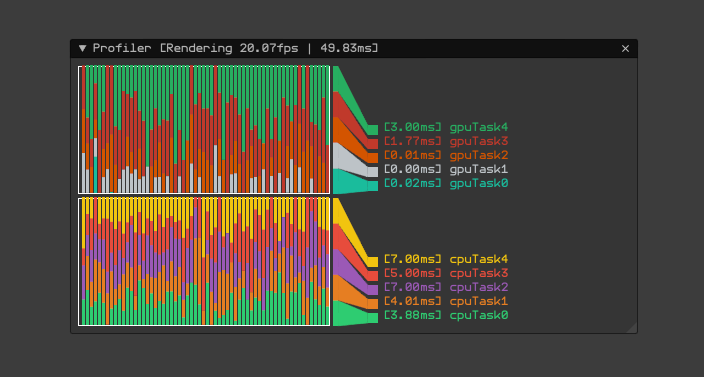 Profiler [Rendering 20.07fps | 49.83ms]
[3.00ms] gpuTask4
[1.77ms] gpuTask3
[0.01ms] gpuTask2
[0.00ms] gpuTask1
[0.02ms] gpuTask0
[7.00ms] cpuTask4
[5.00ms] cpuTask3
[7.00ms] cpuTask2
[4.01ms] cpuTask1
[3.88ms] cpuTask0